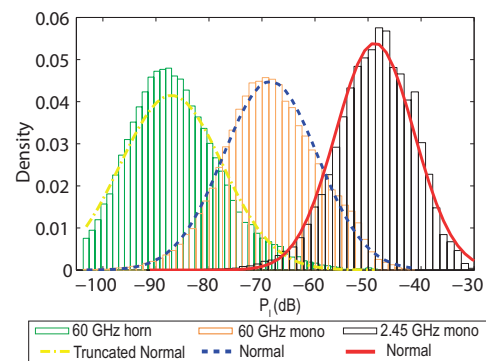 0.06
0.05
0.04
0.03
0.02
0.01
0
Density
−100 −90 −80 −70 −60 −50 −40 −30
P_I (dB)
60 GHz horn 60 GHz mono 2.45 GHz mono
Truncated Normal Normal Normal